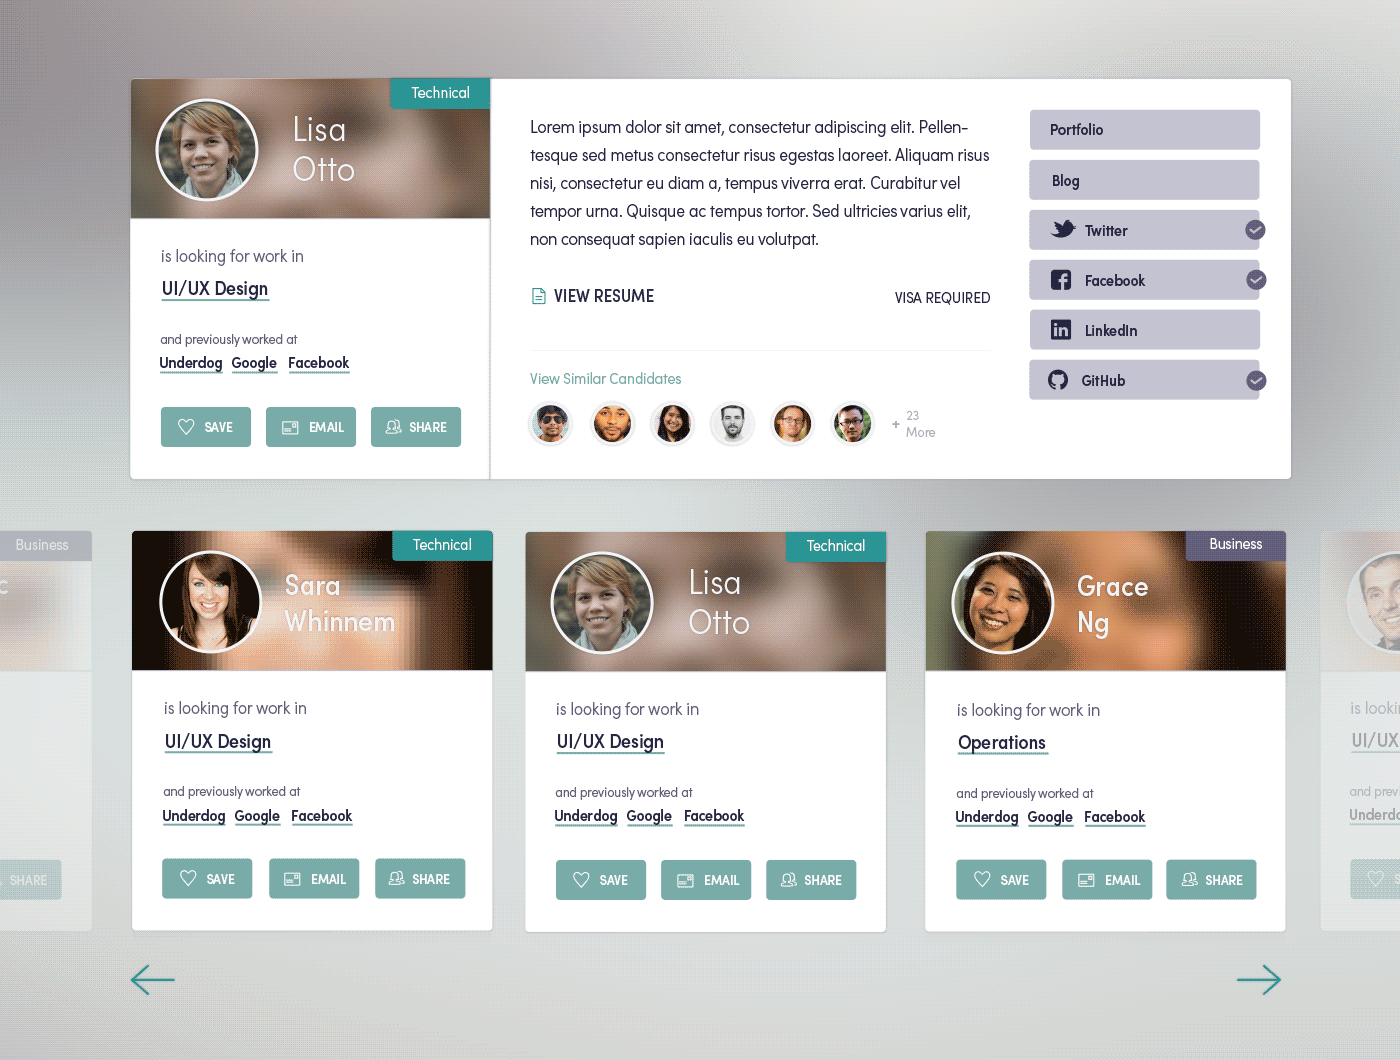 Technical
Lisa
Otto
is looking for work in
UI/UX Design
and previously worked at
Underdog Google Facebook
SAVE EMAIL SHARE
Lorem ipsum dolor sit amet, consectetur adipiscing elit. Pellen-
tesque sed metus consectetur risus egestas laoreet. Aliquam risus
nisi, consectetur eu diam a, tempus viverra erat. Curabitur vel
tempor urna. Quisque ac tempus tortor. Sed ultricies varius elit,
non consequat sapien iaculis eu volutpat.
VIEW RESUME
VISA REQUIRED
View Similar Candidates
+ 23
More
Portfolio
Blog
Twitter
Facebook
LinkedIn
GitHub
Business
c
SHARE
Technical
Sara
Whinnem
is looking for work in
UI/UX Design
and previously worked at
Underdog Google Facebook
SAVE EMAIL SHARE
Technical
Lisa
Otto
is looking for work in
UI/UX Design
and previously worked at
Underdog Google Facebook
SAVE EMAIL SHARE
Business
Grace
Ng
is looking for work in
Operations
and previously worked at
Underdog Google Facebook
SAVE EMAIL SHARE
is looki
UI/UX
and previ
Underdo
S